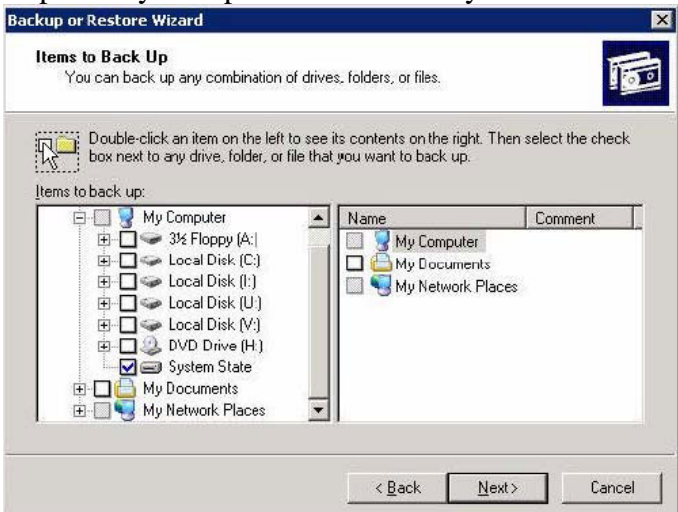 Backup or Restore Wizard
Items to Back Up
You can back up any combination of drives, folders, or files.
Double-click an item on the left to see its contents on the right. Then select the check
box next to any drive, folder, or file that you want to back up.
Items to back up:
My Computer
3½ Floppy (A:)
Local Disk (C:)
Local Disk (I:)
Local Disk (U:)
Local Disk (V:)
DVD Drive (H:)
System State
My Documents
My Network Places
Name Comment
My Computer
My Documents
My Network Places
< Back Next > Cancel